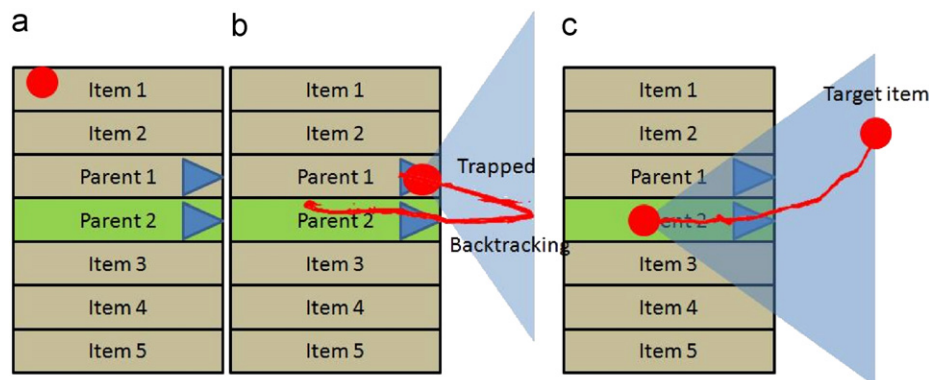 a
Item 1
Item 2
Parent 1
Parent 2
Item 3
Item 4
Item 5
b
Item 1
Item 2
Parent 1
Parent 2
Item 3
Item 4
Item 5
Trapped
Backtracking
c
Item 1
Item 2
Parent 1
ent 2
Item 3
Item 4
Item 5
Target item